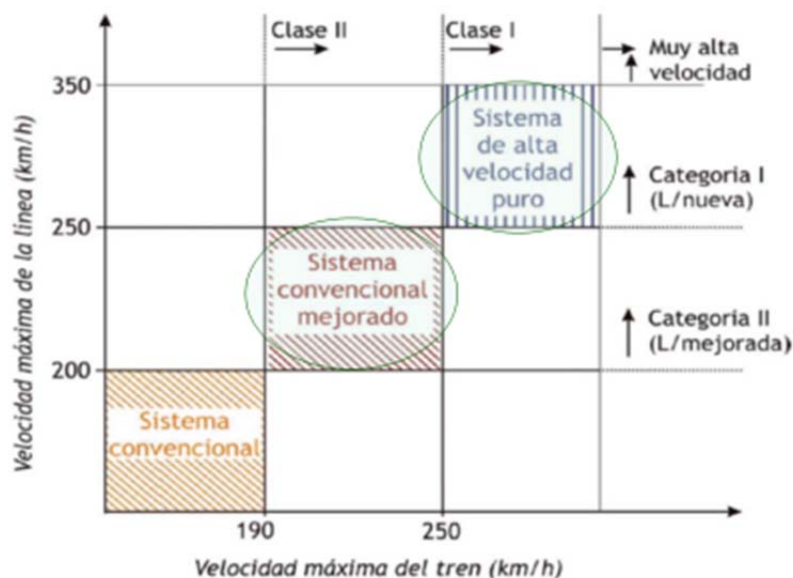 Clase II
Clase I
Muy alta
velocidad
350
Sistema
de alta
velocidad
puro
Categoria I
(L/nueva)
250
Sistema
convencional
mejorado
Categoria II
(L/mejorada)
200
Sistema
convencional
190
250
Velocidad máxima de la línea (km/h)
Velocidad máxima del tren (km/h)